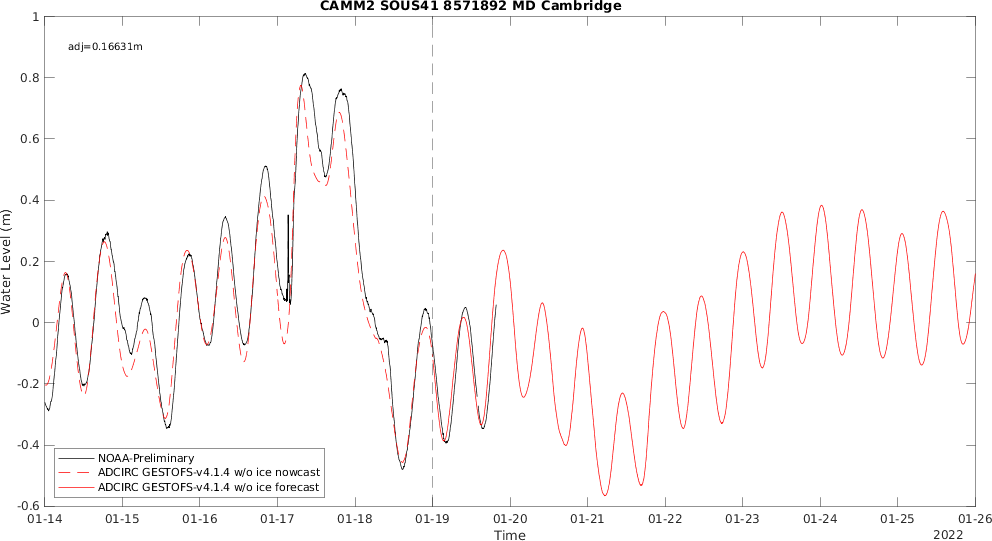 CAMM2 SOUS41 8571892 MD Cambridge
adj=0.16631m
Water Level (m)
1
0.8
0.6
0.4
0.2
0
-0.2
-0.4
-0.6
NOAA-Preliminary
ADCIRC GESTOFS-v4.1.4 w/o ice nowcast
ADCIRC GESTOFS-v4.1.4 w/o ice forecast
01-14 01-15 01-16 01-17 01-18 01-19 01-20 01-21 01-22 01-23 01-24 01-25 01-26
Time
2022